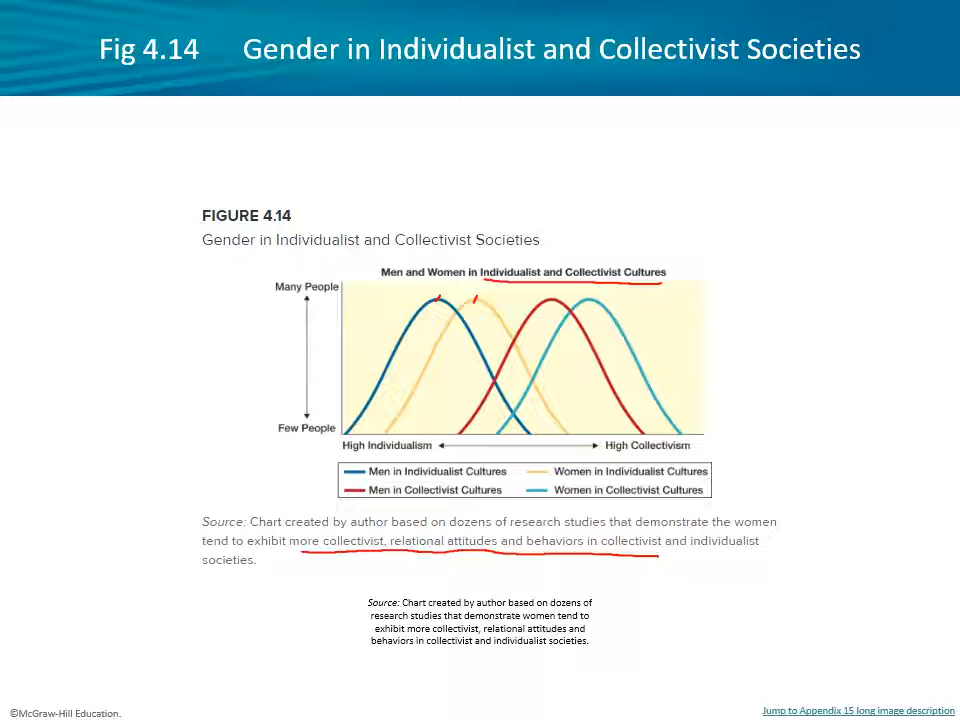 Fig 4.14 Gender in Individualist and Collectivist Societies
FIGURE 4.14
Gender in Individualist and Collectivist Societies
Men and Women in Individualist and Collectivist Cultures
Many People
Few People
High Individualism High Collectivism
Men in Individualist Cultures Women in Individualist Cultures
Men in Collectivist Cultures Women in Collectivist Cultures
Source: Chart created by author based on dozens of research studies that demonstrate the women
tend to exhibit more collectivist, relational attitudes and behaviors in collectivist and individualist
societies.
Source: Chart created by author based on dozens of
research studies that demonstrate women tend to
exhibit more collectivist, relational attitudes and
behaviors in collectivist and individualist societies.
©McGraw-Hill Education.
Jump to Appendix 15 long image description